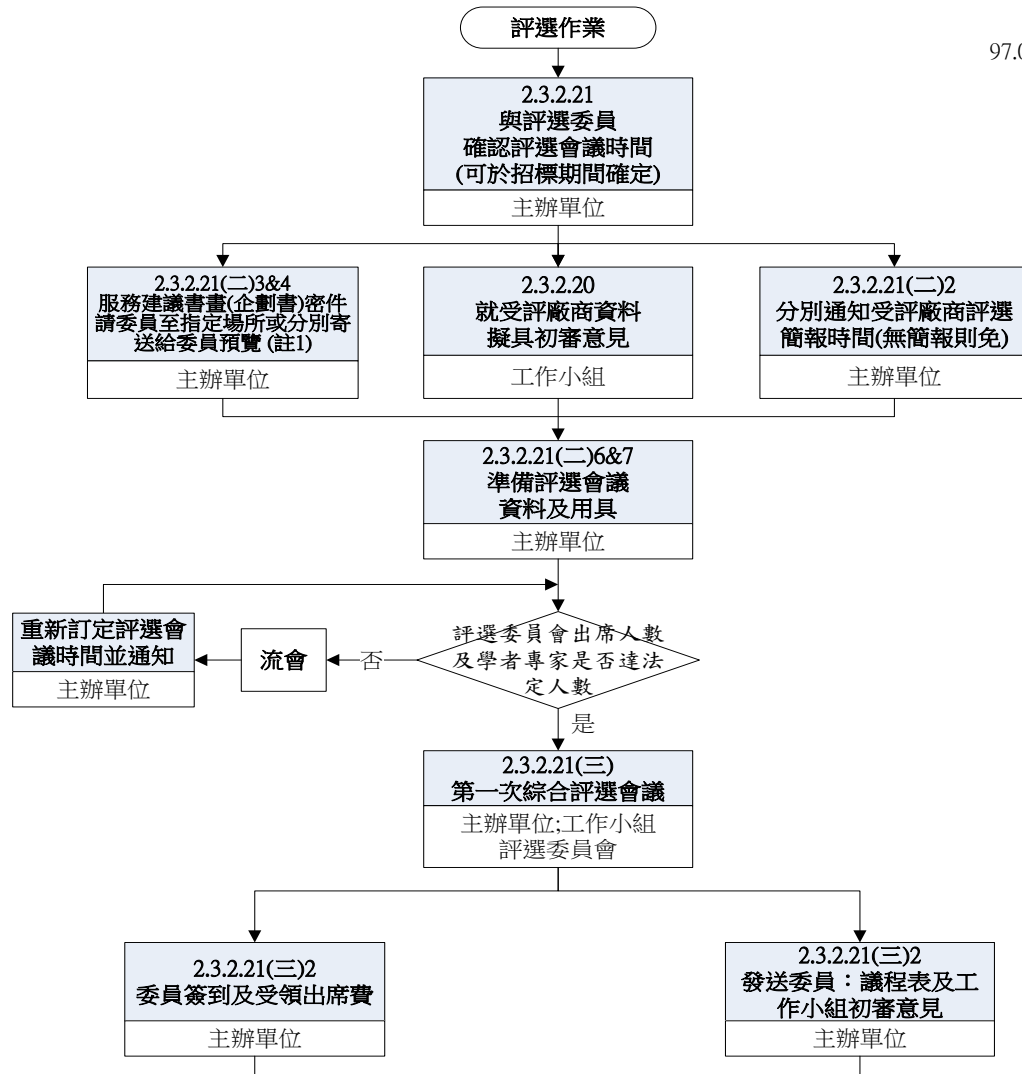 評選作業
97.0
2.3.2.21
與評選委員
確認評選會議時間
(可於招標期間確定)
主辦單位
2.3.2.21(二)3&4
服務建議書畫(企劃書)密件
請委員至指定場所或分別寄
送給委員預覽 (註1)
主辦單位
2.3.2.20
就受評廠商資料
擬具初審意見
工作小組
2.3.2.21(二)2
分別通知受評廠商評選
簡報時間(無簡報則免)
主辦單位
2.3.2.21(二)6&7
準備評選會議
資料及用具
主辦單位
重新訂定評選會
議時間並通知
主辦單位
流會
否
評選委員會出席人數
及學者專家是否達法
定人數
是
2.3.2.21(三)
第一次綜合評選會議
主辦單位;工作小組
評選委員會
2.3.2.21(三)2
委員簽到及受領出席費
主辦單位
2.3.2.21(三)2
發送委員：議程表及工
作小組初審意見
主辦單位